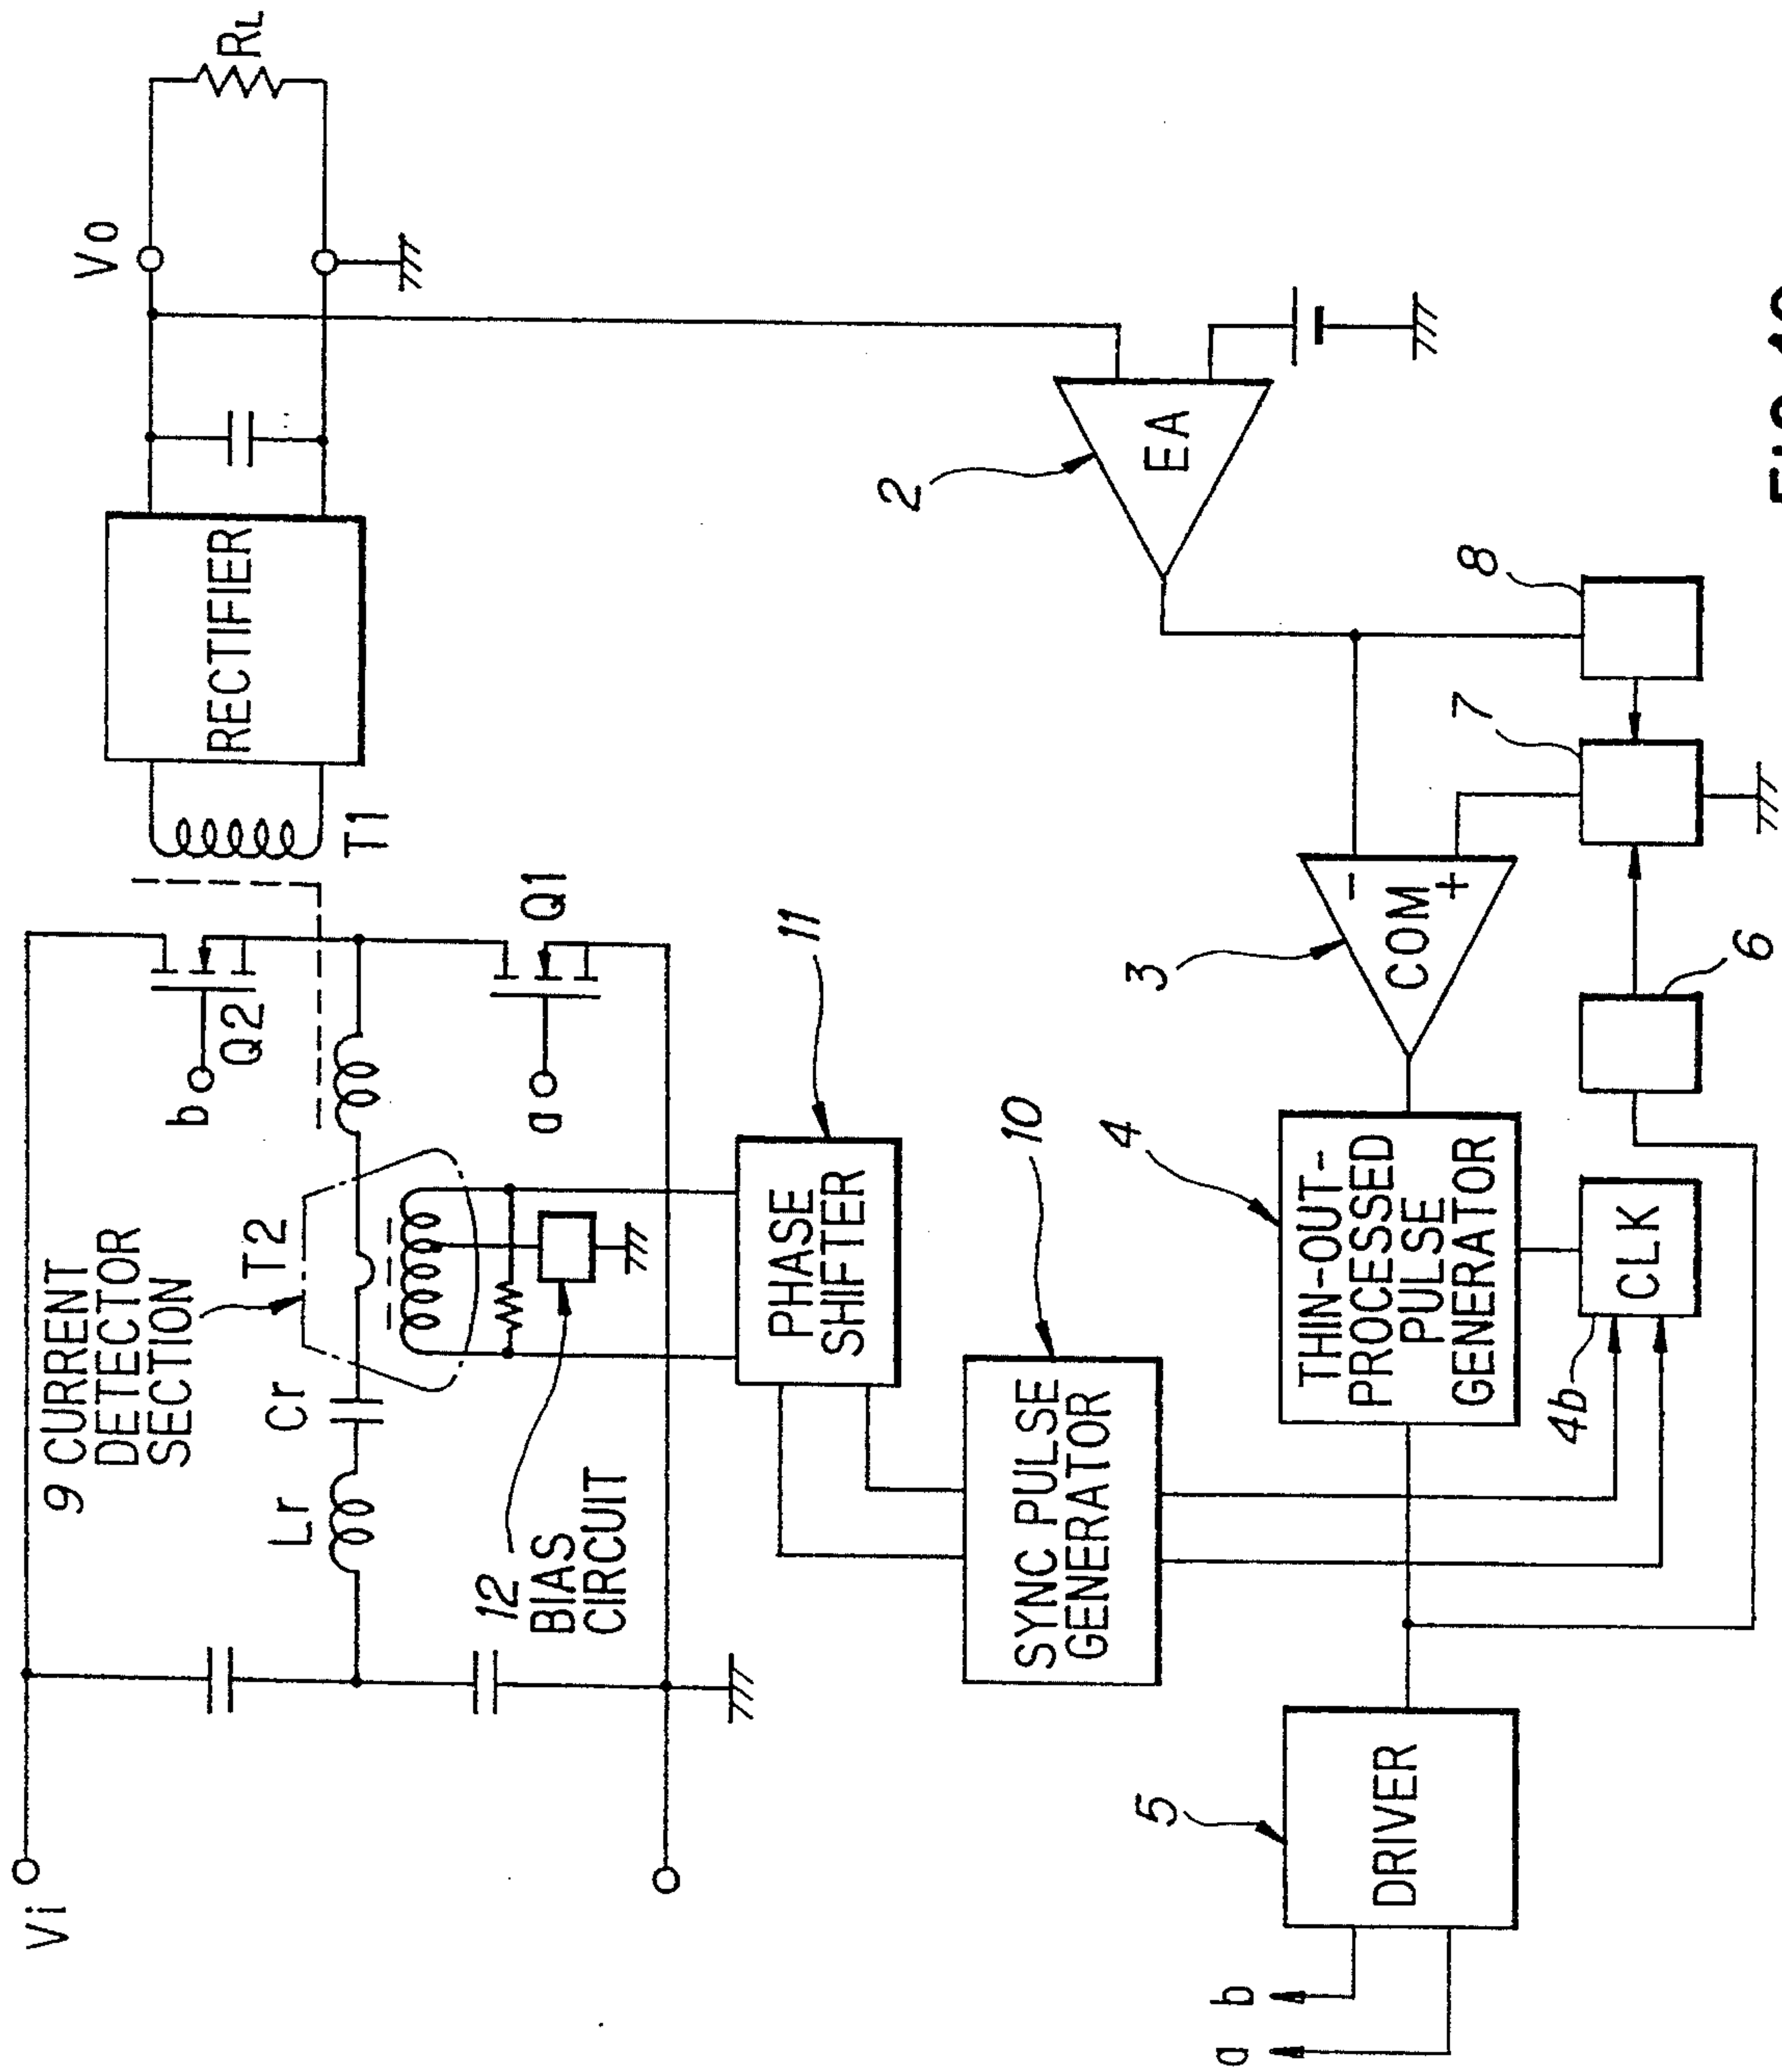 Vi
9 CURRENT
DETECTOR
SECTION
T2
Lr
Cr
b
Q2
T1
RECTIFIER
Vo
RL
12
BIAS
CIRCUIT
a
Q1
PHASE
SHIFTER
11
SYNC PULSE
GENERATOR
10
2
EA
3
COM
-
+
4
THIN-OUT-
PROCESSED
PULSE
GENERATOR
5
DRIVER
b
a
4b
CLK
6
7
8